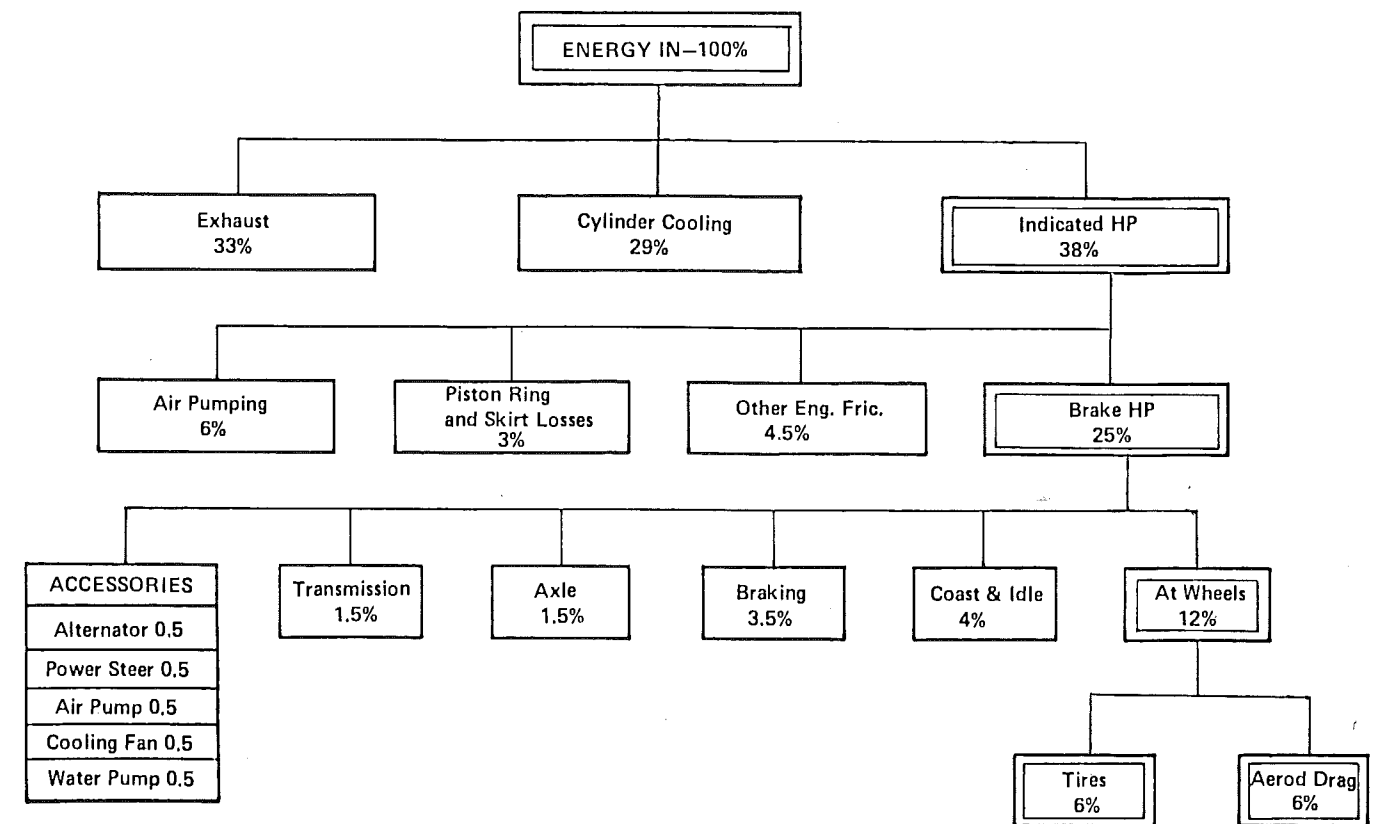 ENERGY IN—100%
Exhaust
33%
Cylinder Cooling
29%
Indicated HP
38%
Air Pumping
6%
Piston Ring
and Skirt Losses
3%
Other Eng. Fric.
4.5%
Brake HP
25%
ACCESSORIES
Alternator 0.5
Power Steer 0.5
Air Pump 0.5
Cooling Fan 0.5
Water Pump 0.5
Transmission
1.5%
Axle
1.5%
Braking
3.5%
Coast & Idle
4%
At Wheels
12%
Tires
6%
Aerod Drag
6%